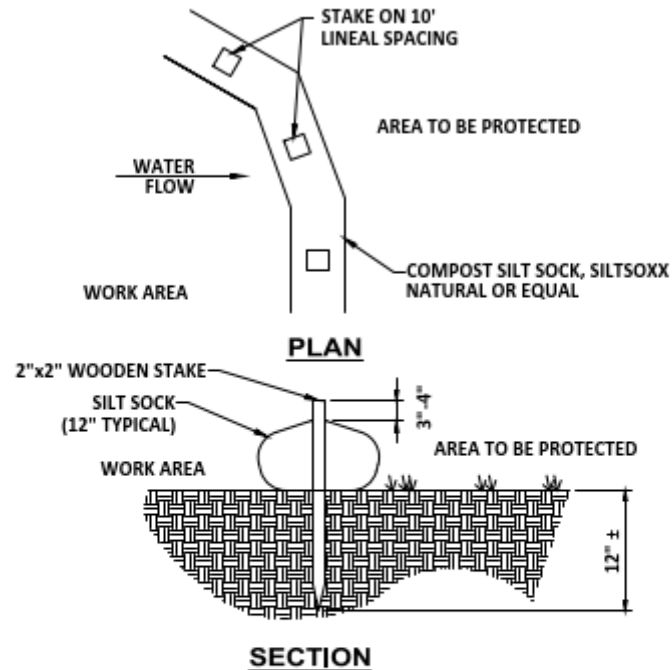 STAKE ON 10'
LINEAL SPACING
AREA TO BE PROTECTED
WATER
FLOW
COMPOST SILT SOCK, SILTSOXX
NATURAL OR EQUAL
WORK AREA
PLAN
2"x2" WOODEN STAKE
SILT SOCK
(12" TYPICAL)
3"-4"
AREA TO BE PROTECTED
WORK AREA
12" ±
SECTION